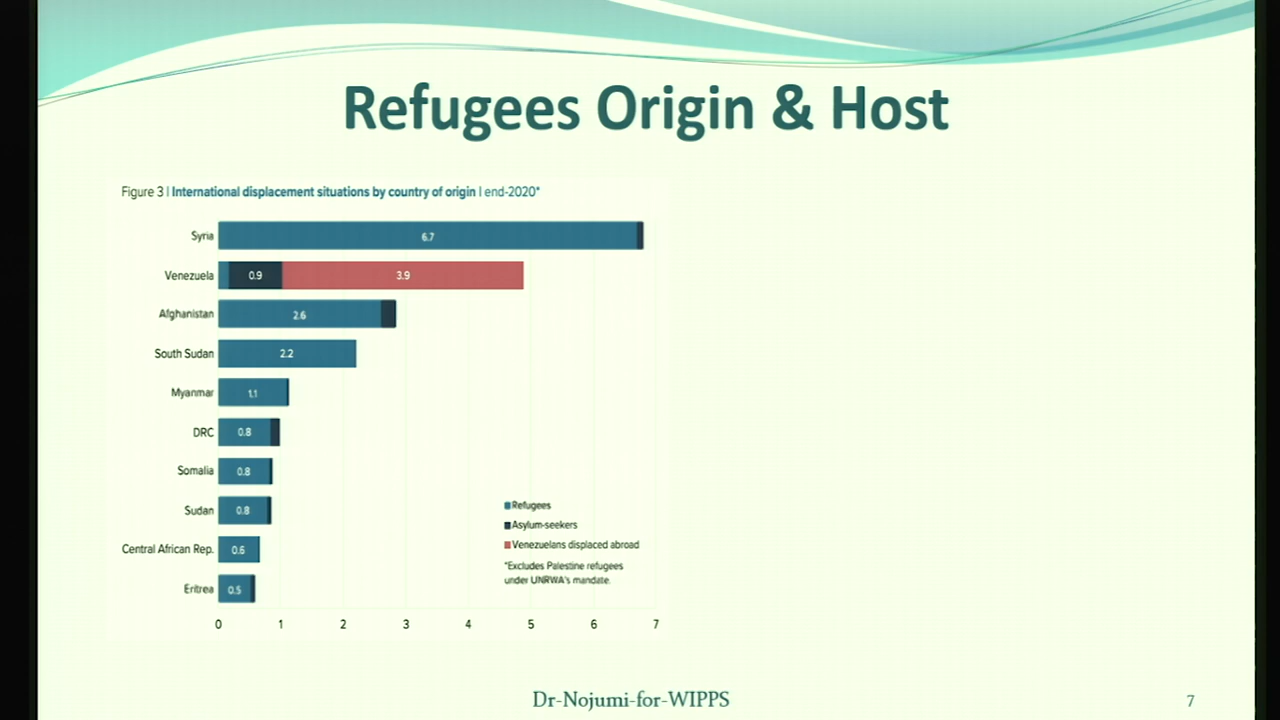 Refugees Origin & Host
Figure 3 | International displacement situations by country of origin | end-2020*
Syria 6.7
Venezuela 0.9 3.9
Afghanistan 2.6
South Sudan 2.2
Myanmar 1.1
DRC 0.8
Somalia 0.8
Sudan 0.8
Central African Rep. 0.6
Eritrea 0.5
0 1 2 3 4 5 6 7
Refugees
Asylum-seekers
Venezuelans displaced abroad
*Excludes Palestine refugees
under UNRWA's mandate.
Dr-Nojumi-for-WIPPS
7